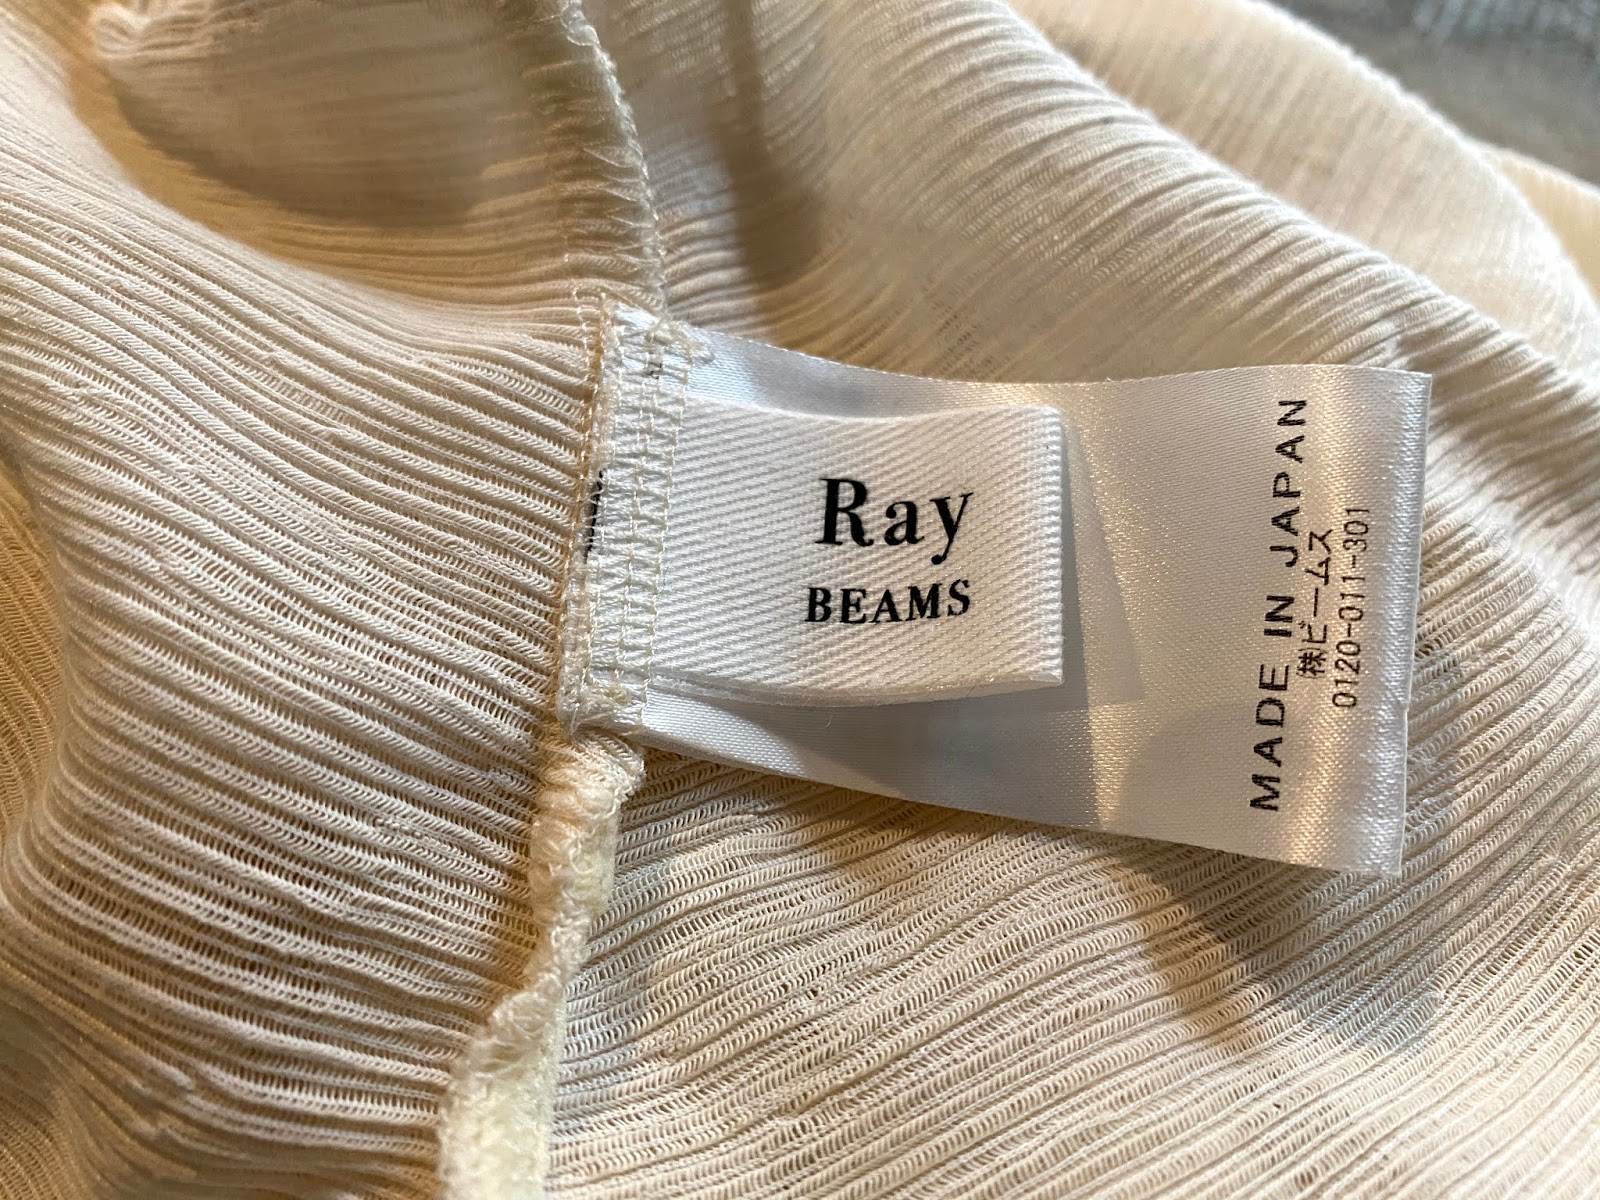 Ray
BEAMS
MADE IN JAPAN
㈱ビームス
0120-011-301